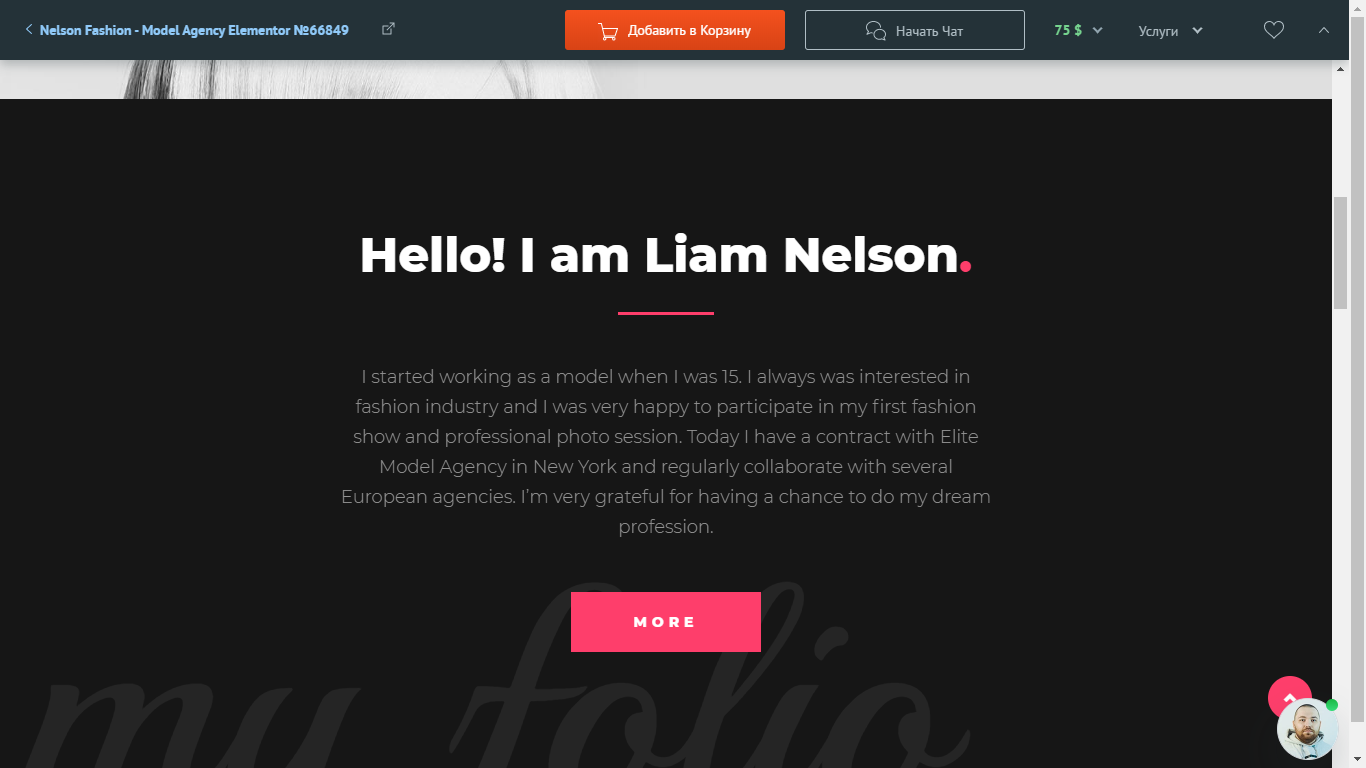 Nelson Fashion - Model Agency Elementor №66849
Добавить в Корзину
Начать Чат
75 $
Услуги
Hello! I am Liam Nelson.
I started working as a model when I was 15. I always was interested in
fashion industry and I was very happy to participate in my first fashion
show and professional photo session. Today I have a contract with Elite
Model Agency in New York and regularly collaborate with several
European agencies. I'm very grateful for having a chance to do my dream
profession.
MORE
my folio